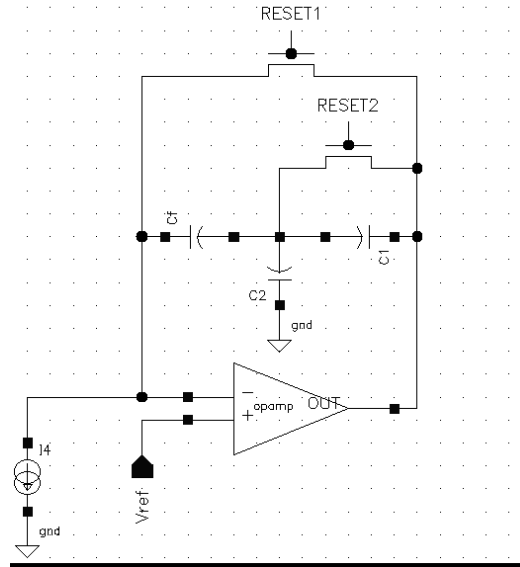 RESET1
RESET2
Cf
C1
C2
gnd
OUT
opamp
−
+
I4
Vref
gnd